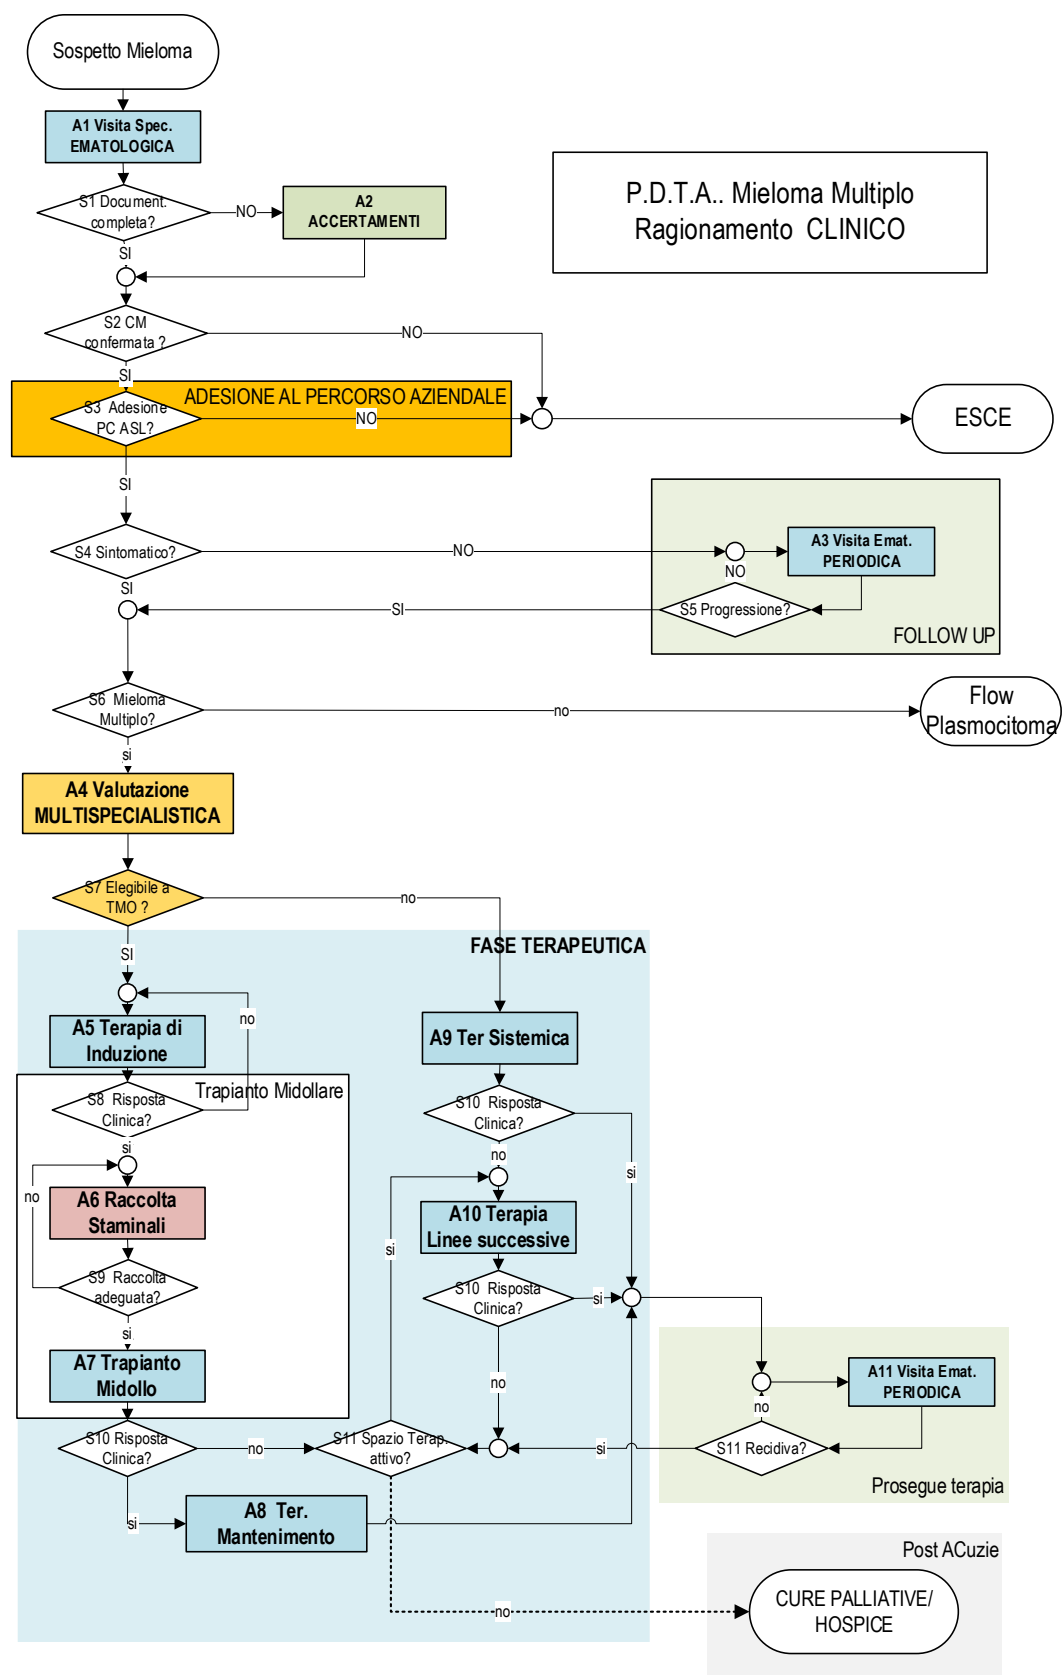 Sospetto Mieloma
A1 Visita Spec.
EMATOLOGICA
P.D.T.A.. Mieloma Multiplo
Ragionamento CLINICO
S1 Document.
completa?
NO
A2
ACCERTAMENTI
SI
S2 CM
confermata ?
NO
SI
ADESIONE AL PERCORSO AZIENDALE
S3 Adesione
PC ASL?
NO
ESCE
SI
S4 Sintomatico?
NO
A3 Visita Emat.
PERIODICA
NO
SI
SI
S5 Progressione?
FOLLOW UP
S6 Mieloma
Multiplo?
no
Flow
Plasmocitoma
si
A4 Valutazione
MULTISPECIALISTICA
S7 Elegibile a
TMO ?
no
FASE TERAPEUTICA
SI
no
A5 Terapia di
Induzione
A9 Ter Sistemica
Trapianto Midollare
S8 Risposta
Clinica?
S10 Risposta
Clinica?
si
no
si
no
A6 Raccolta
Staminali
A10 Terapia
Linee successive
si
S9 Raccolta
adeguata?
S10 Risposta
Clinica?
si
si
A7 Trapianto
Midollo
no
A11 Visita Emat.
PERIODICA
no
S10 Risposta
Clinica?
no
S11 Spazio Terap.
attivo?
si
S11 Recidiva?
Prosegue terapia
si
A8 Ter.
Mantenimento
Post ACuzie
no
CURE PALLIATIVE/
HOSPICE